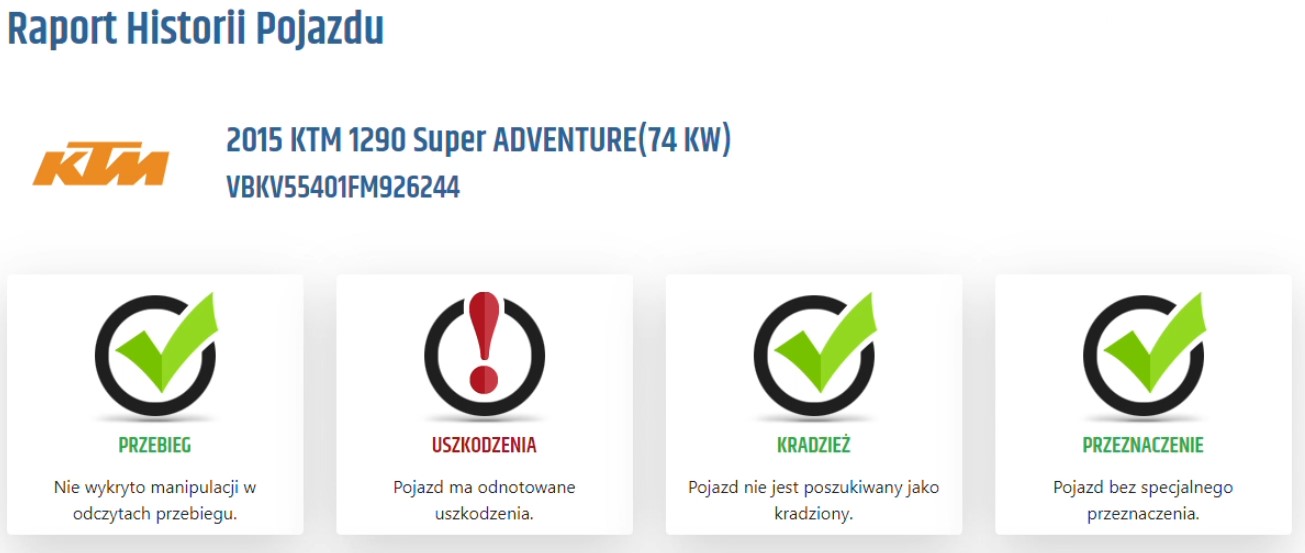 Raport Historii Pojazdu
KTM
2015 KTM 1290 Super ADVENTURE(74 KW)
VBKV55401FM926244
PRZEBIEG
Nie wykryto manipulacji w
odczytach przebiegu.
USZKODZENIA
Pojazd ma odnotowane
uszkodzenia.
KRADZIEŻ
Pojazd nie jest poszukiwany jako
kradziony.
PRZEZNACZENIE
Pojazd bez specjalnego
przeznaczenia.